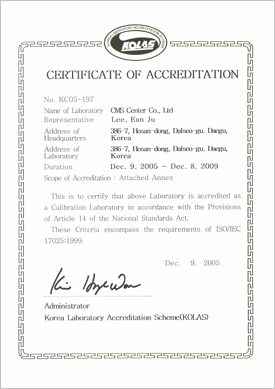 KOLAS
CERTIFICATE OF ACCREDITATION
No. KC05-197
Name of Laboratory CMS Center Co., Ltd
Representative Lee, Eun Ju
Address of Headquarters 386-7, Hosan-dong, Dalseo-gu. Daegu, Korea
Address of Laboratory 386-7, Hosan-dong, Dalseo-gu. Daegu, Korea
Duration Dec. 9. 2005 ~ Dec. 8. 2009
Scope of Accreditation : Attached Annex
This is to certify that above Laboratory is accredited as
a Calibration Laboratory in accordance with the Provisions
of Article 14 of the National Standards Act.
These Criteria encompass the requirements of ISO/IEC
17025:1999.
Dec. 9. 2005
Administrator
Korea Laboratory Accreditation Scheme(KOLAS)